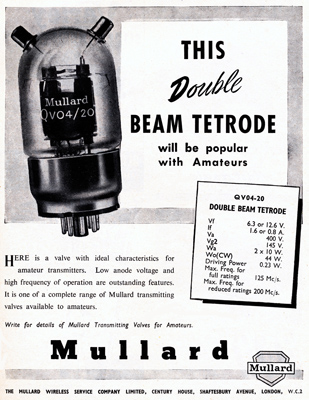 Mullard
QV04/20
THIS
Double
BEAM TETRODE
will be popular
with Amateurs
QV04-20
DOUBLE BEAM TETRODE
Vf 6.3 or 12.6 V.
If 1.6 or 0.8 A.
Va 400 V.
Vg2 145 V.
Wa 2 x 10 W.
Wo(CW) 44 W.
Driving Power 0.23 W.
Max. Freq. for
full ratings 125 Mc/s.
Max. Freq. for
reduced ratings 200 Mc/s.
HERE is a valve with ideal characteristics for
amateur transmitters. Low anode voltage and
high frequency of operation are outstanding features.
It is one of a complete range of Mullard transmitting
valves available to amateurs.
Write for details of Mullard Transmitting Valves for Amateurs.
Mullard
Mullard
THE MULLARD WIRELESS SERVICE COMPANY LIMITED, CENTURY HOUSE, SHAFTESBURY AVENUE, LONDON, W.C.2